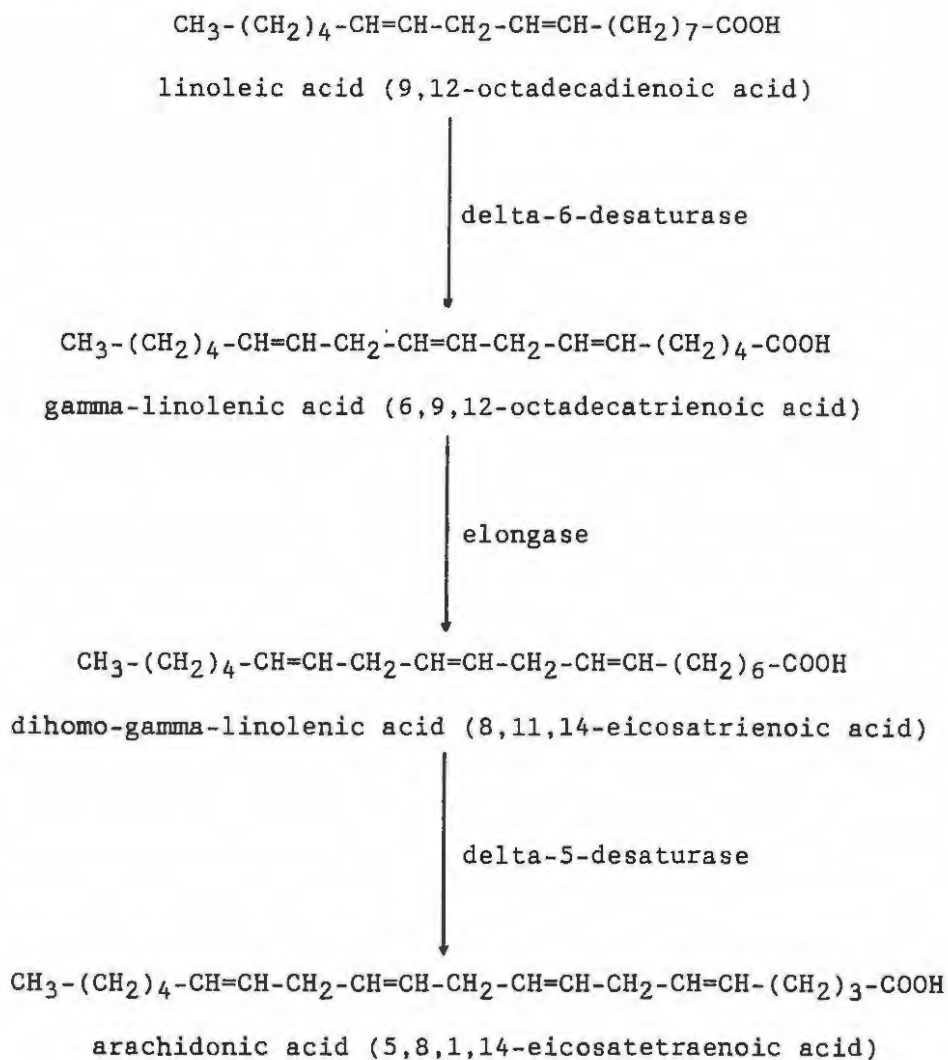 CH3-(CH2)4-CH=CH-CH2-CH=CH-(CH2)7-COOH
linoleic acid (9,12-octadecadienoic acid)
delta-6-desaturase
CH3-(CH2)4-CH=CH-CH2-CH=CH-CH2-CH=CH-(CH2)4-COOH
gamma-linolenic acid (6,9,12-octadecatrienoic acid)
elongase
CH3-(CH2)4-CH=CH-CH2-CH=CH-CH2-CH=CH-(CH2)6-COOH
dihomo-gamma-linolenic acid (8,11,14-eicosatrienoic acid)
delta-5-desaturase
CH3-(CH2)4-CH=CH-CH2-CH=CH-CH2-CH=CH-CH2-CH=CH-(CH2)3-COOH
arachidonic acid (5,8,1,14-eicosatetraenoic acid)